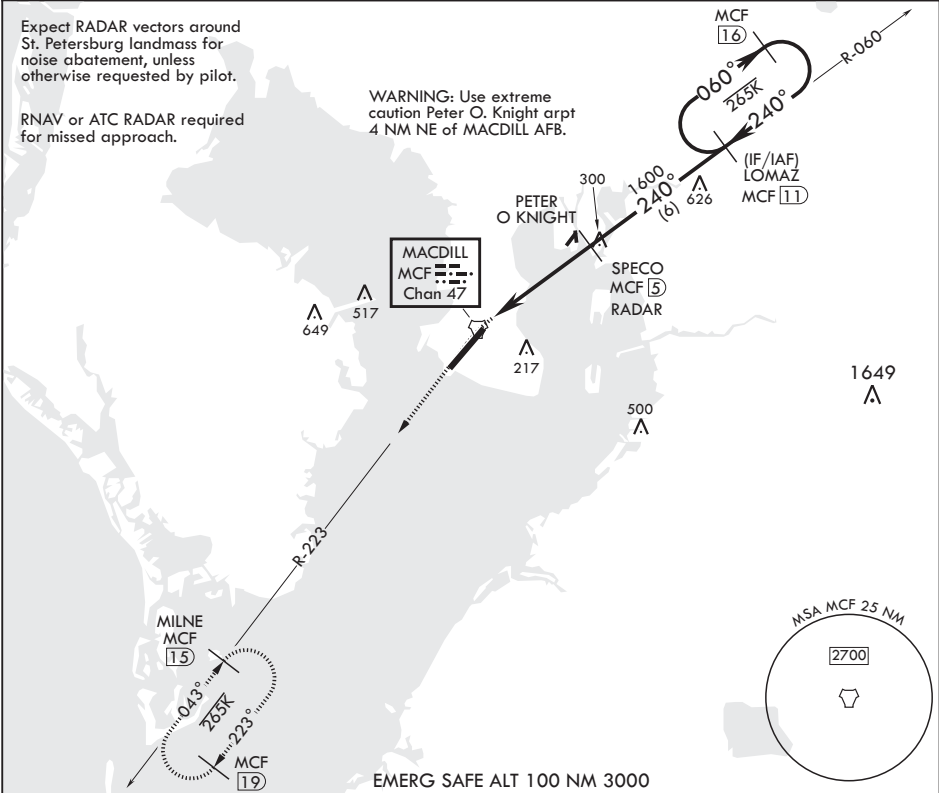 Expect RADAR vectors around
St. Petersburg landmass for
noise abatement, unless
otherwise requested by pilot.
RNAV or ATC RADAR required
for missed approach.
WARNING: Use extreme
caution Peter O. Knight arpt
4 NM NE of MACDILL AFB.
MCF
16
R-060
060°
265K
240°
(IF/IAF)
LOMAZ
MCF 11
1600
240°
(6)
626
300
PETER
O KNIGHT
SPECO
MCF 5
RADAR
MACDILL
MCF
Chan 47
649
517
217
500
1649
R-223
MILNE
MCF
15
043°
265K
223°
MCF
19
MSA MCF 25 NM
2700
EMERG SAFE ALT 100 NM 3000